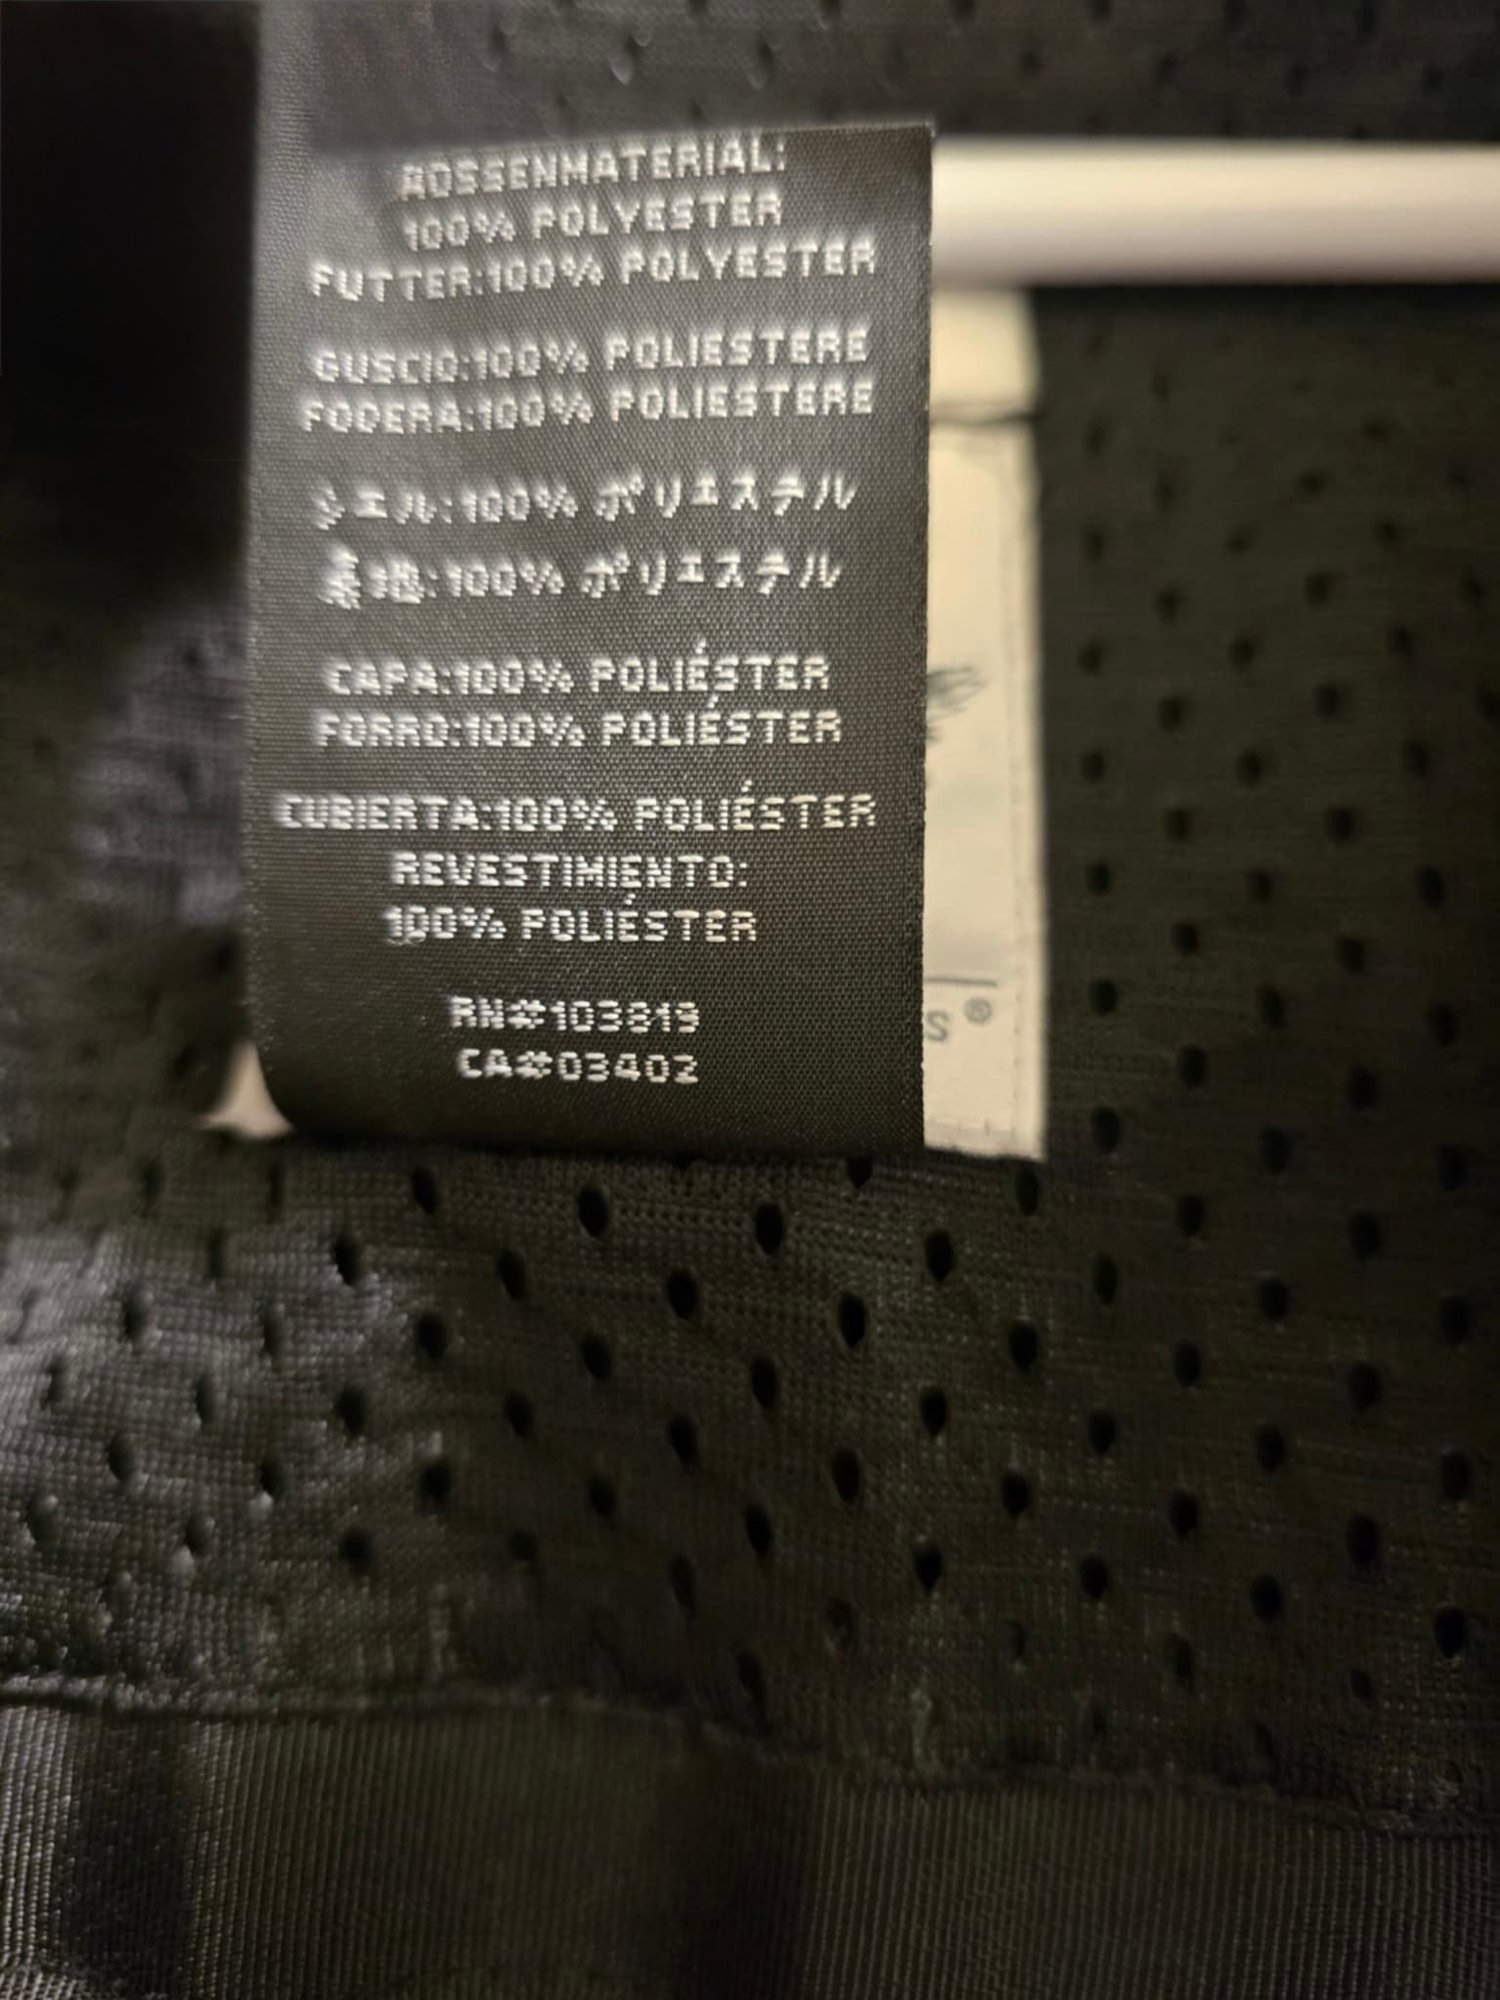 AUSSENMATERIAL:
100% POLYESTER
FUTTER:100% POLYESTER
GUSCIO:100% POLIESTERE
FODERA:100% POLIESTERE
シエル:100% ポリエステル
裏地:100% ポリエステル
CAPA:100% POLIÉSTER
FORRO:100% POLIÉSTER
CUBIERTA:100% POLIÉSTER
REVESTIMIENTO:
100% POLIÉSTER
RN#103819
CA#03402
S®